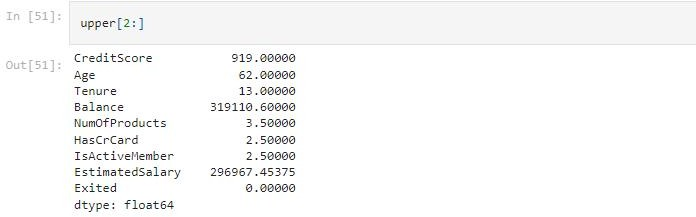 In [51]: upper[2:]
Out[51]: CreditScore 919.00000
Age 62.00000
Tenure 13.00000
Balance 319110.60000
NumOfProducts 3.50000
HasCrCard 2.50000
IsActiveMember 2.50000
EstimatedSalary 296967.45375
Exited 0.00000
dtype: float64